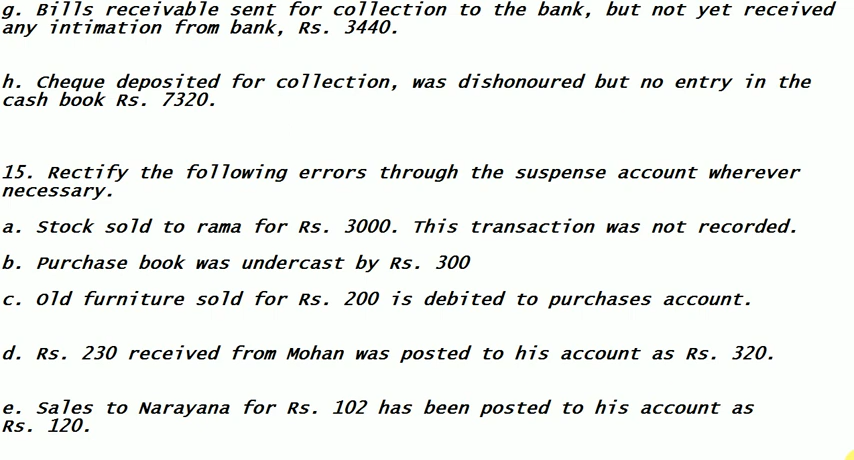 g. Bills receivable sent for collection to the bank, but not yet received
any intimation from bank, Rs. 3440.
h. Cheque deposited for collection, was dishonoured but no entry in the
cash book Rs. 7320.
15. Rectify the following errors through the suspense account wherever
necessary.
a. Stock sold to rama for Rs. 3000. This transaction was not recorded.
b. Purchase book was undercast by Rs. 300
c. Old furniture sold for Rs. 200 is debited to purchases account.
d. Rs. 230 received from Mohan was posted to his account as Rs. 320.
e. Sales to Narayana for Rs. 102 has been posted to his account as
Rs. 120.